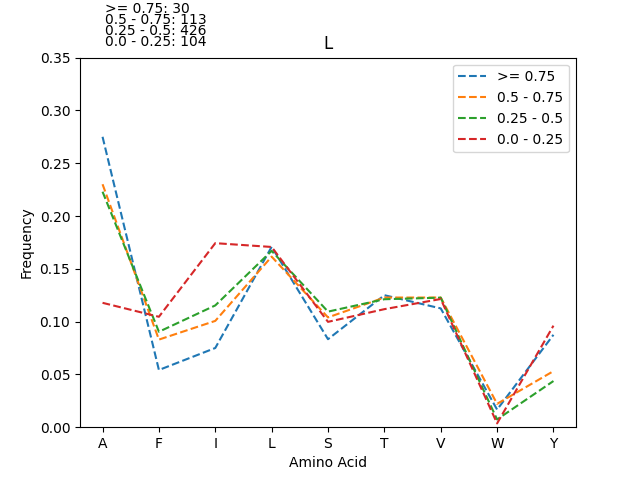 >= 0.75: 30
0.5 - 0.75: 113
0.25 - 0.5: 426
0.0 - 0.25: 104
L
0.35
0.30
0.25
0.20
0.15
0.10
0.05
0.00
Frequency
>= 0.75
0.5 - 0.75
0.25 - 0.5
0.0 - 0.25
A F I L S T V W Y
Amino Acid